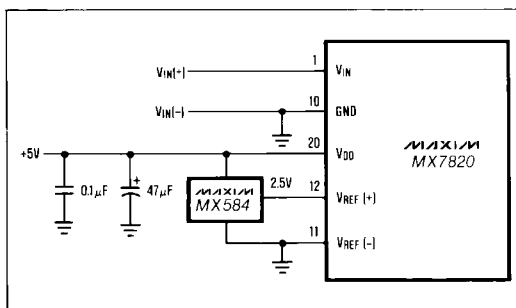 1
VIN(+)
VIN
10
VIN(-)
GND
20
+5V
VDD
MAXIM
MX7820
0.1µF
+
47µF
MAXIM
MX584
2.5V
12
VREF (+)
11
VREF (-)